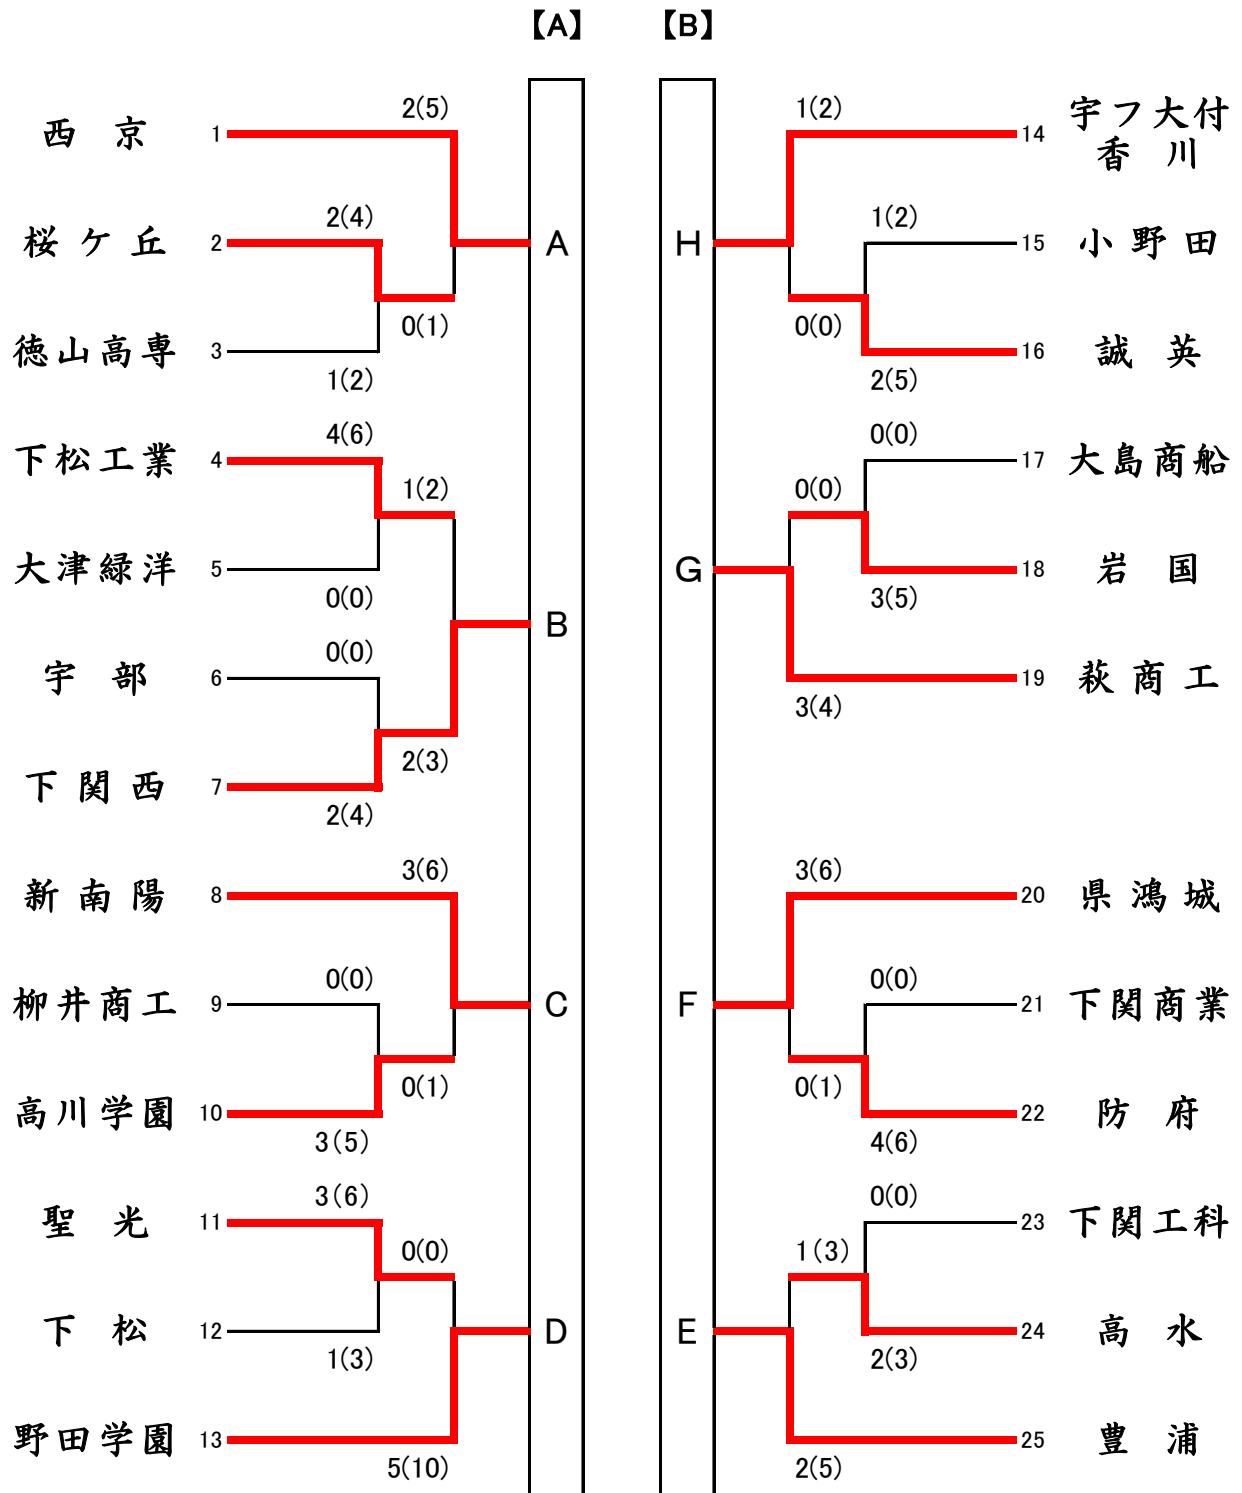 【A】 【B】
2(5)
西京 1
2(4)
桜ケ丘 2
A
0(1)
徳山高専 3
1(2)
4(6)
下松工業 4
1(2)
大津緑洋 5
0(0)
B
0(0)
宇部 6
2(3)
下関西 7
2(4)
3(6)
新南陽 8
0(0)
柳井商工 9
C
0(1)
高川学園 10
3(5)
3(6)
聖光 11
0(0)
下松 12
D
1(3)
野田学園 13
5(10)
1(2)
14 宇フ大付
香川
1(2)
H
15 小野田
0(0)
16 誠英
2(5)
0(0)
17 大島商船
0(0)
G
18 岩国
3(5)
19 萩商工
3(4)
3(6)
20 県鴻城
0(0)
F
21 下関商業
0(1)
22 防府
4(6)
0(0)
23 下関工科
1(3)
E
24 高水
2(3)
25 豊浦
2(5)